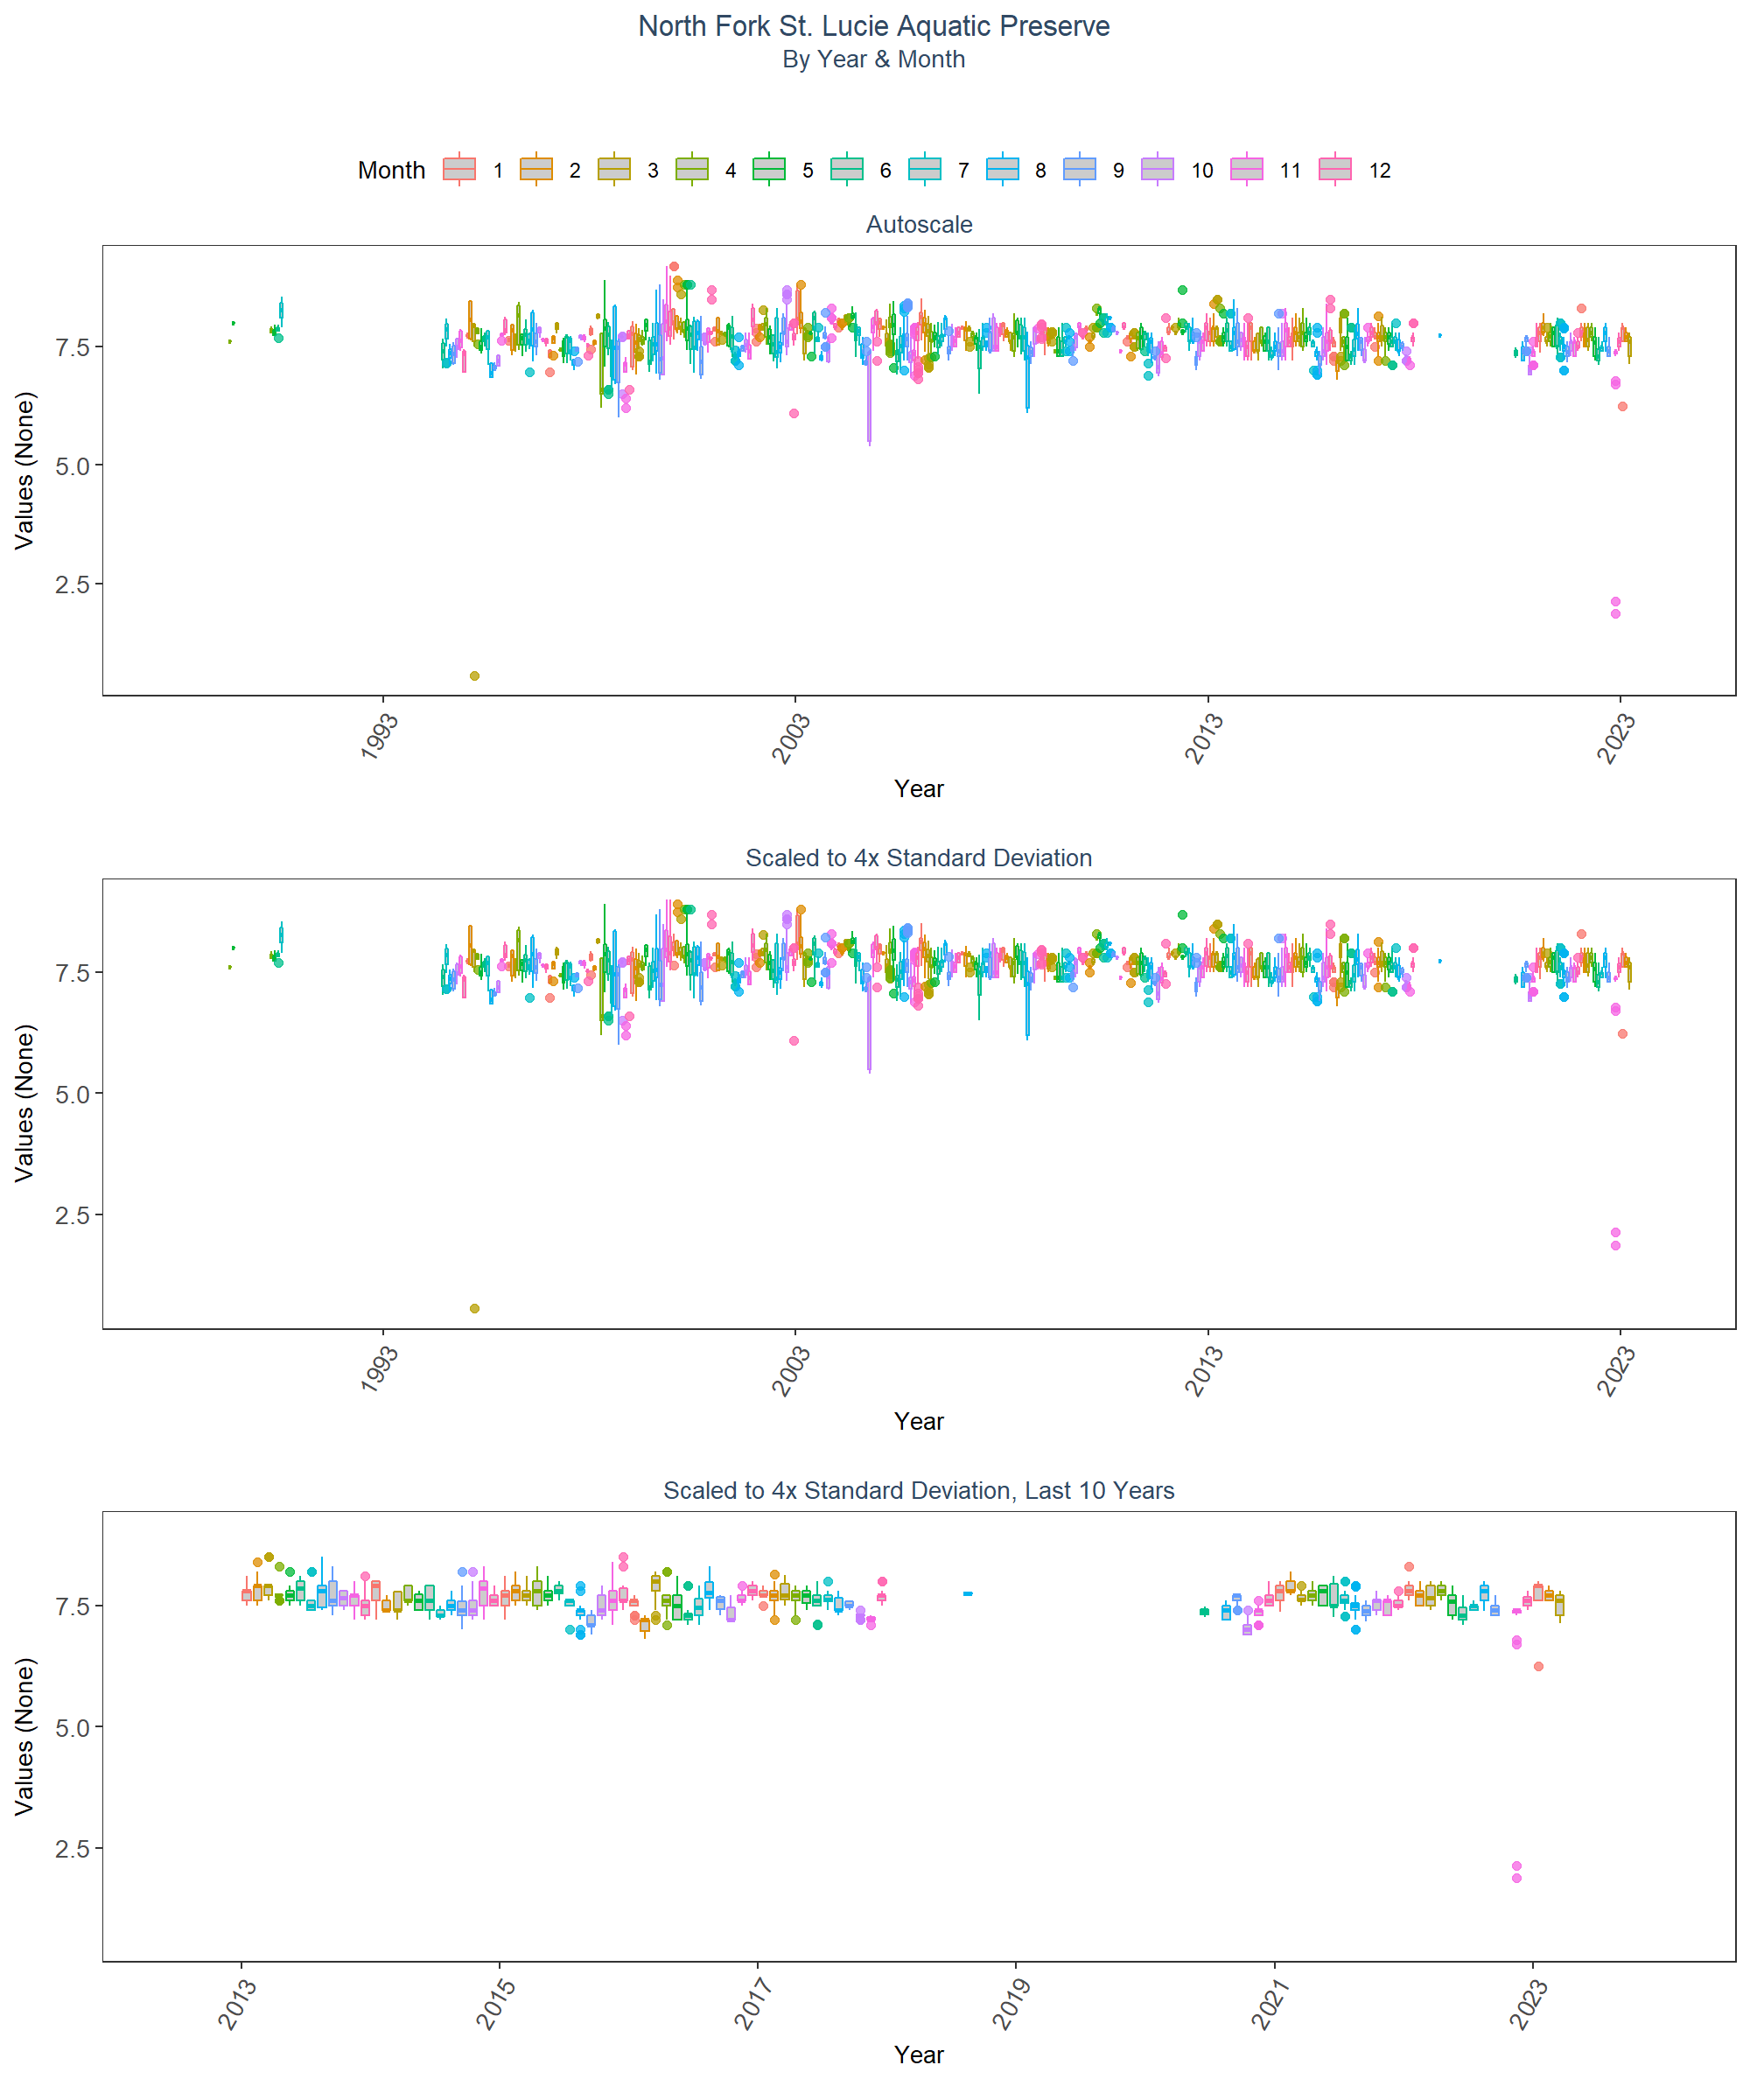 North Fork St. Lucie Aquatic Preserve
By Year & Month
Month 1 2 3 4 5 6 7 8 9 10 11 12
Autoscale
Values (None)
7.5
5.0
2.5
1993 2003 2013 2023
Year
Scaled to 4x Standard Deviation
Values (None)
7.5
5.0
2.5
1993 2003 2013 2023
Year
Scaled to 4x Standard Deviation, Last 10 Years
Values (None)
7.5
5.0
2.5
2013 2015 2017 2019 2021 2023
Year